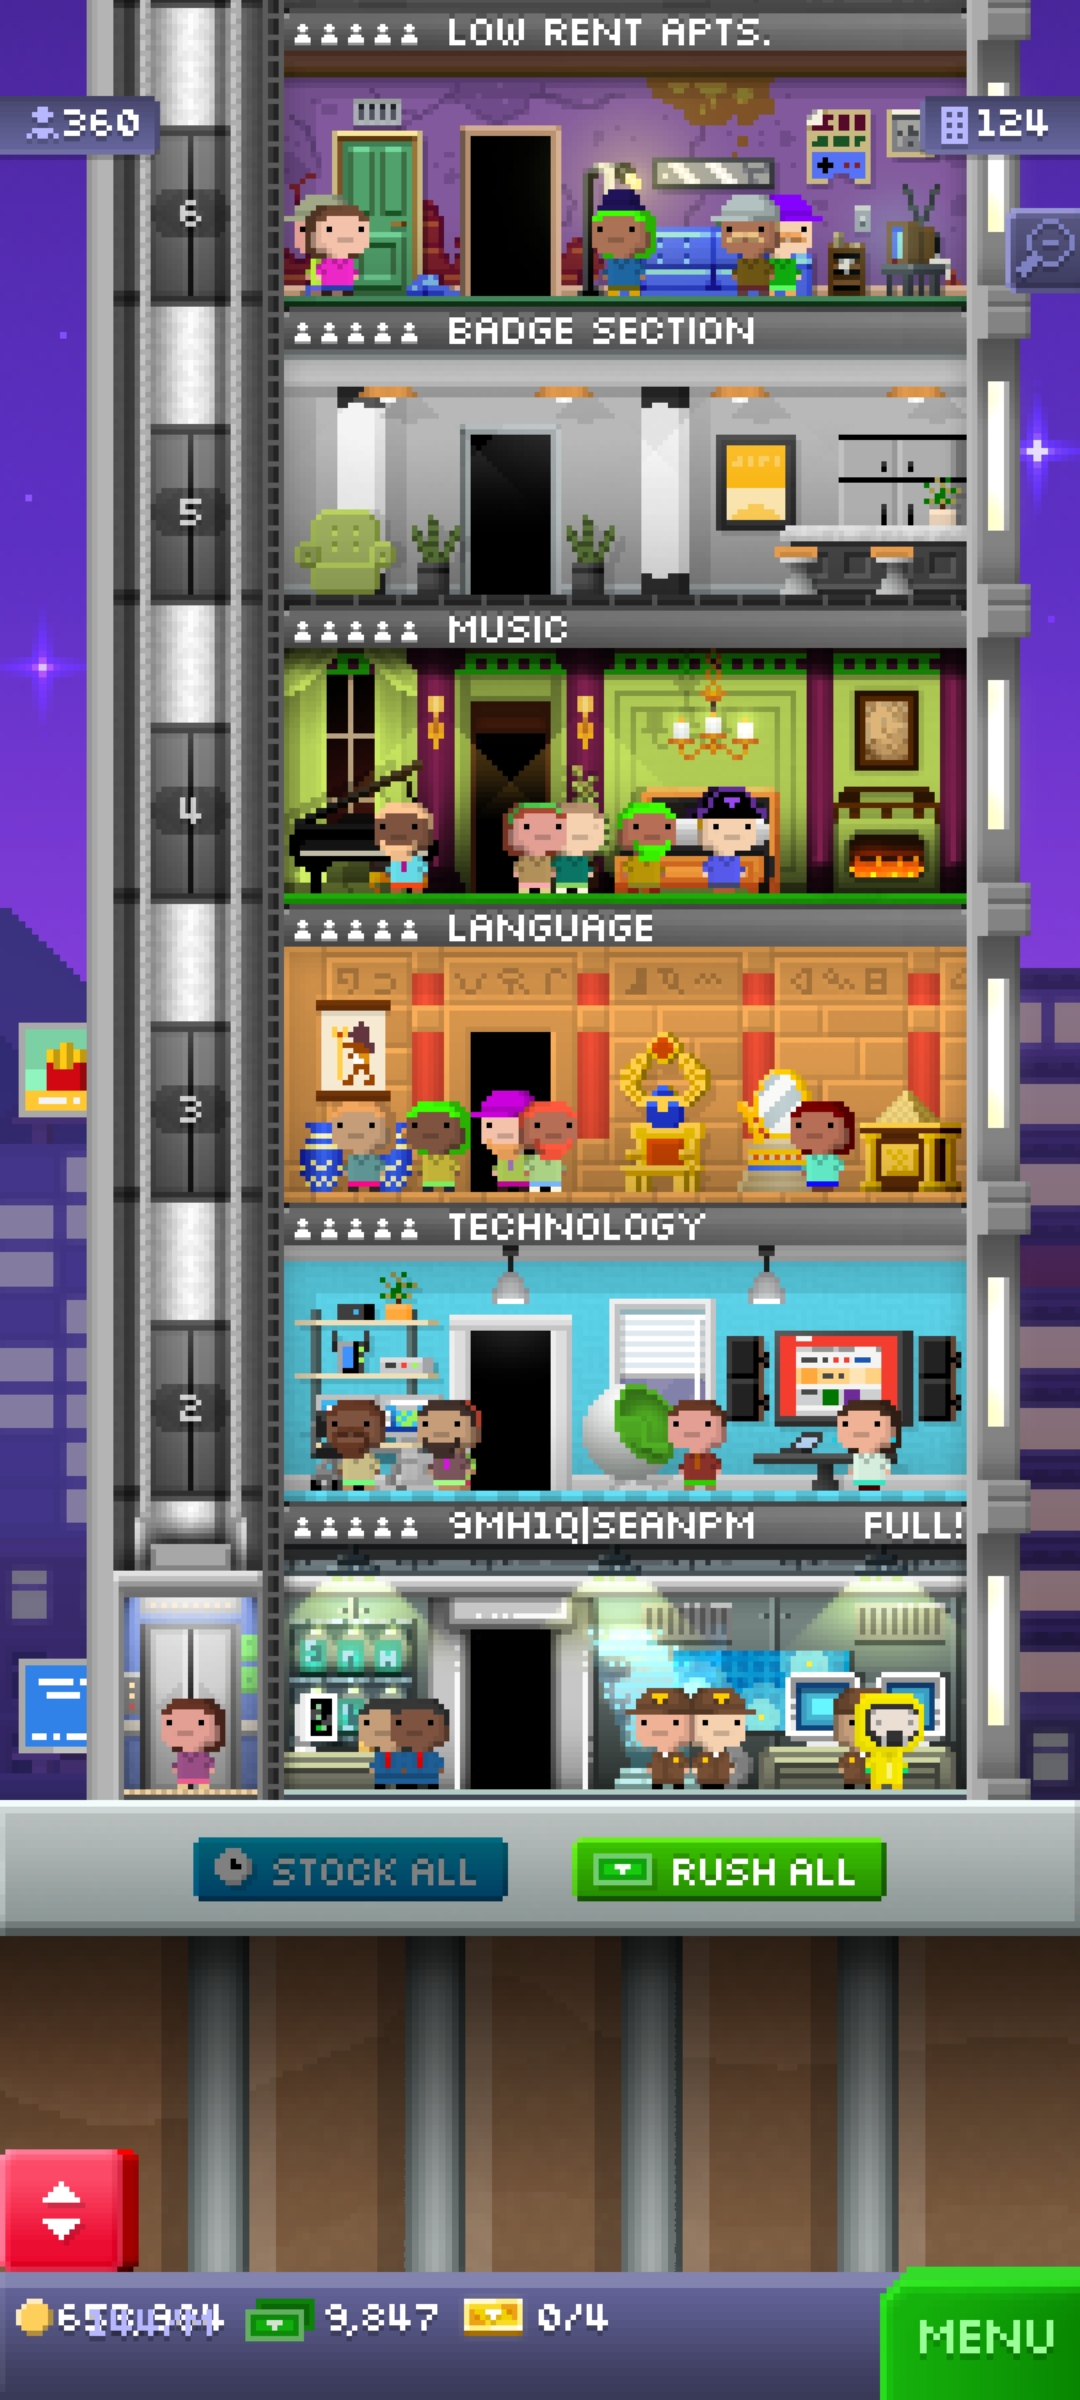 LOW RENT APTS.
360
124
6
BADGE SECTION
5
MUSIC
4
LANGUAGE
3
TECHNOLOGY
2
9MH1Q|SEANPM FULL!
STOCK ALL
RUSH ALL
9,847
0/4
MENU